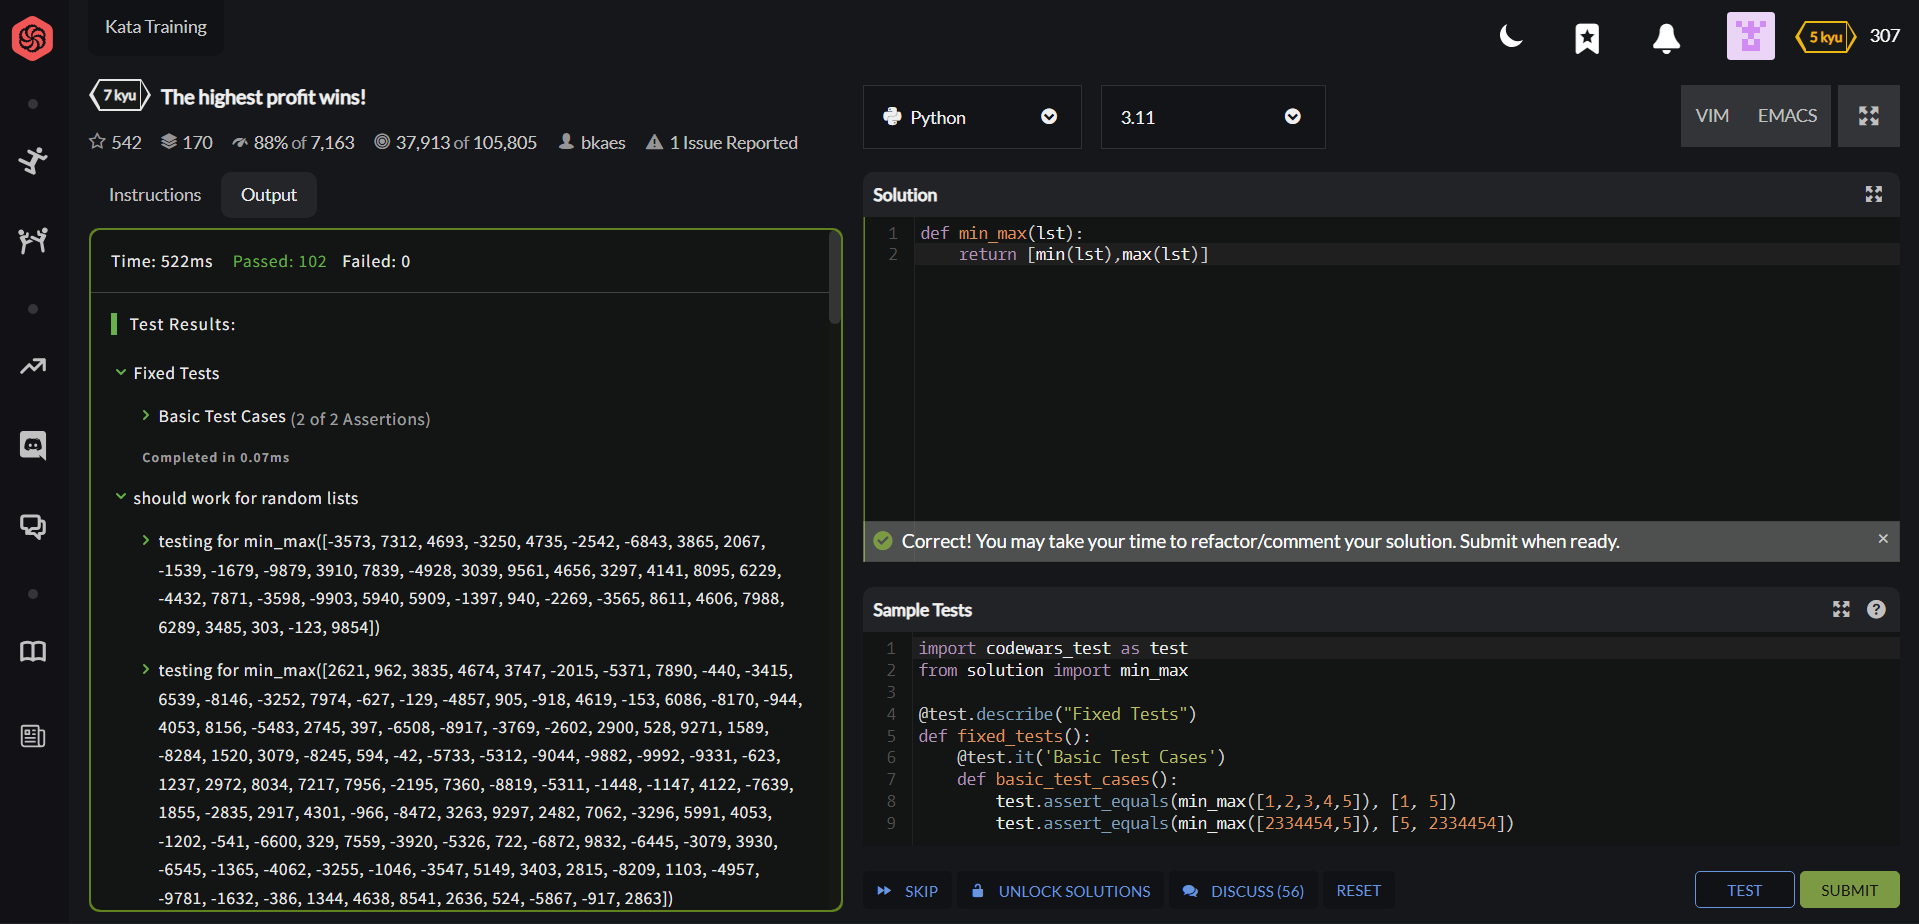 Kata Training
5 kyu
307
7 kyu
The highest profit wins!
542
170
88% of 7,163
37,913 of 105,805
bkaes
1 Issue Reported
Instructions
Output
Time: 522ms Passed: 102 Failed: 0
Test Results:
Fixed Tests
Basic Test Cases (2 of 2 Assertions)
Completed in 0.07ms
should work for random lists
testing for min_max([-3573, 7312, 4693, -3250, 4735, -2542, -6843, 3865, 2067,
-1539, -1679, -9879, 3910, 7839, -4928, 3039, 9561, 4656, 3297, 4141, 8095, 6229,
-4432, 7871, -3598, -9903, 5940, 5909, -1397, 940, -2269, -3565, 8611, 4606, 7988,
6289, 3485, 303, -123, 9854])
testing for min_max([2621, 962, 3835, 4674, 3747, -2015, -5371, 7890, -440, -3415,
6539, -8146, -3252, 7974, -627, -129, -4857, 905, -918, 4619, -153, 6086, -8170, -944,
4053, 8156, -5483, 2745, 397, -6508, -8917, -3769, -2602, 2900, 528, 9271, 1589,
-8284, 1520, 3079, -8245, 594, -42, -5733, -5312, -9044, -9882, -9992, -9331, -623,
1237, 2972, 8034, 7217, 7956, -2195, 7360, -8819, -5311, -1448, -1147, 4122, -7639,
1855, -2835, 2917, 4301, -966, -8472, 3263, 9297, 2482, 7062, -3296, 5991, 4053,
-1202, -541, -6600, 329, 7559, -3920, -5326, 722, -6872, 9832, -6445, -3079, 3930,
-6545, -1365, -4062, -3255, -1046, -3547, 5149, 3403, 2815, -8209, 1103, -4957,
-9781, -1632, -386, 1344, 4638, 8541, 2636, 524, -5867, -917, 2863])
Python
3.11
VIM
EMACS
Solution
1 def min_max(lst):
2     return [min(lst),max(lst)]
Correct! You may take your time to refactor/comment your solution. Submit when ready.
×
Sample Tests
?
1 import codewars_test as test
2 from solution import min_max
3
4 @test.describe("Fixed Tests")
5 def fixed_tests():
6     @test.it('Basic Test Cases')
7     def basic_test_cases():
8         test.assert_equals(min_max([1,2,3,4,5]), [1, 5])
9         test.assert_equals(min_max([2334454,5]), [5, 2334454])
SKIP
UNLOCK SOLUTIONS
DISCUSS (56)
RESET
TEST
SUBMIT